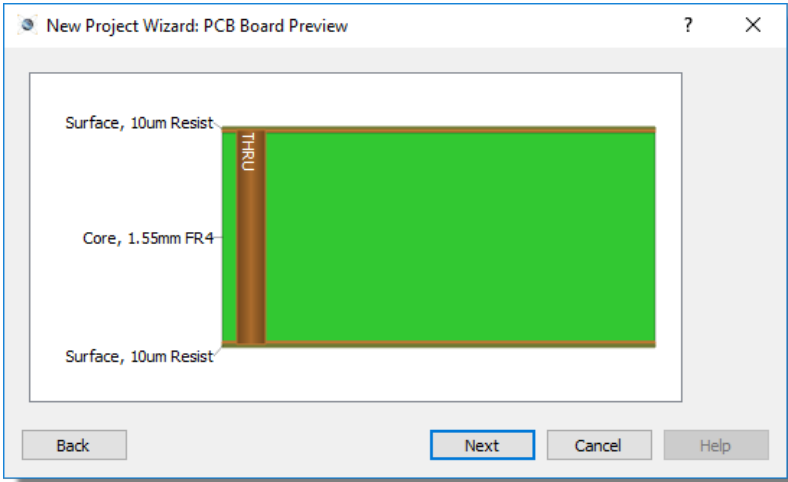 New Project Wizard: PCB Board Preview
?
Surface, 10um Resist
THRU
Core, 1.55mm FR4
Surface, 10um Resist
Back
Next
Cancel
Help